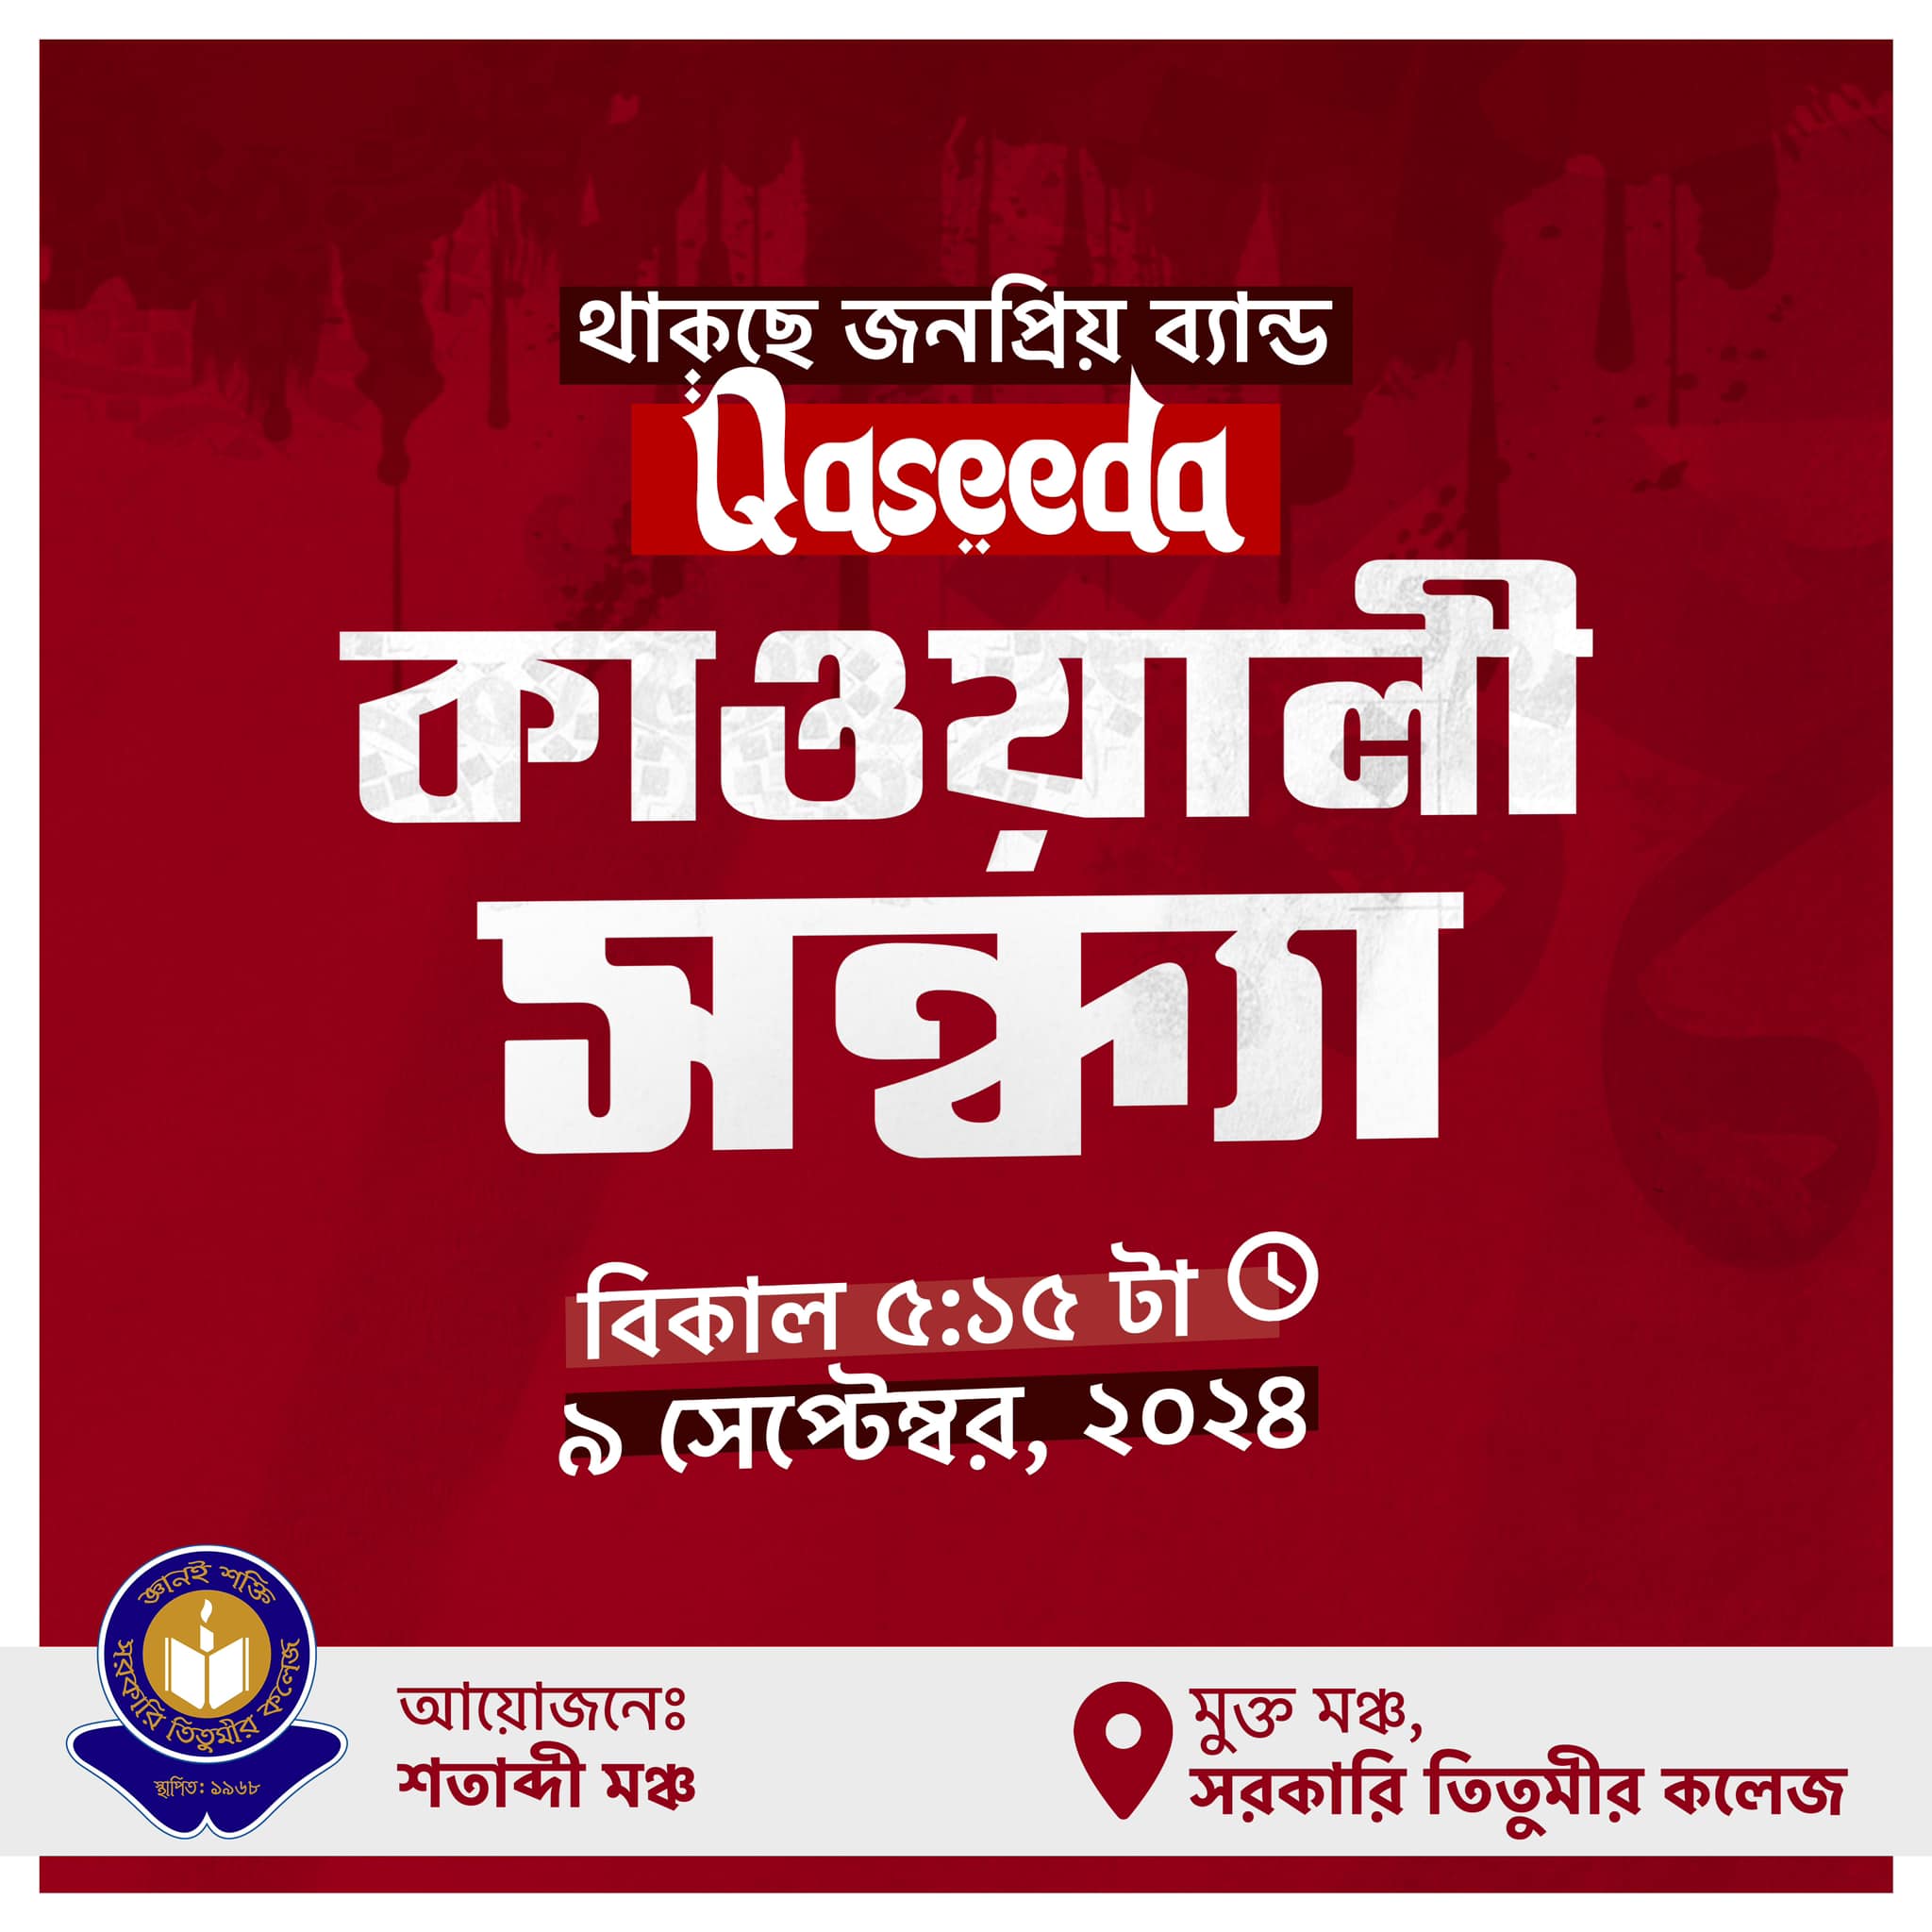 থাকছে জনপ্রিয় ব্যান্ড
Qaseeda
কাওয়ালী
সন্ধ্যা
বিকাল ৫:১৫ টা
৯ সেপ্টেম্বর, ২০২৪
জ্ঞানই শক্তি
সরকারি তিতুমীর কলেজ
স্থাপিত: ১৯৬৮
আয়োজনেঃ
শতাব্দী মঞ্চ
মুক্ত মঞ্চ,
সরকারি তিতুমীর কলেজ